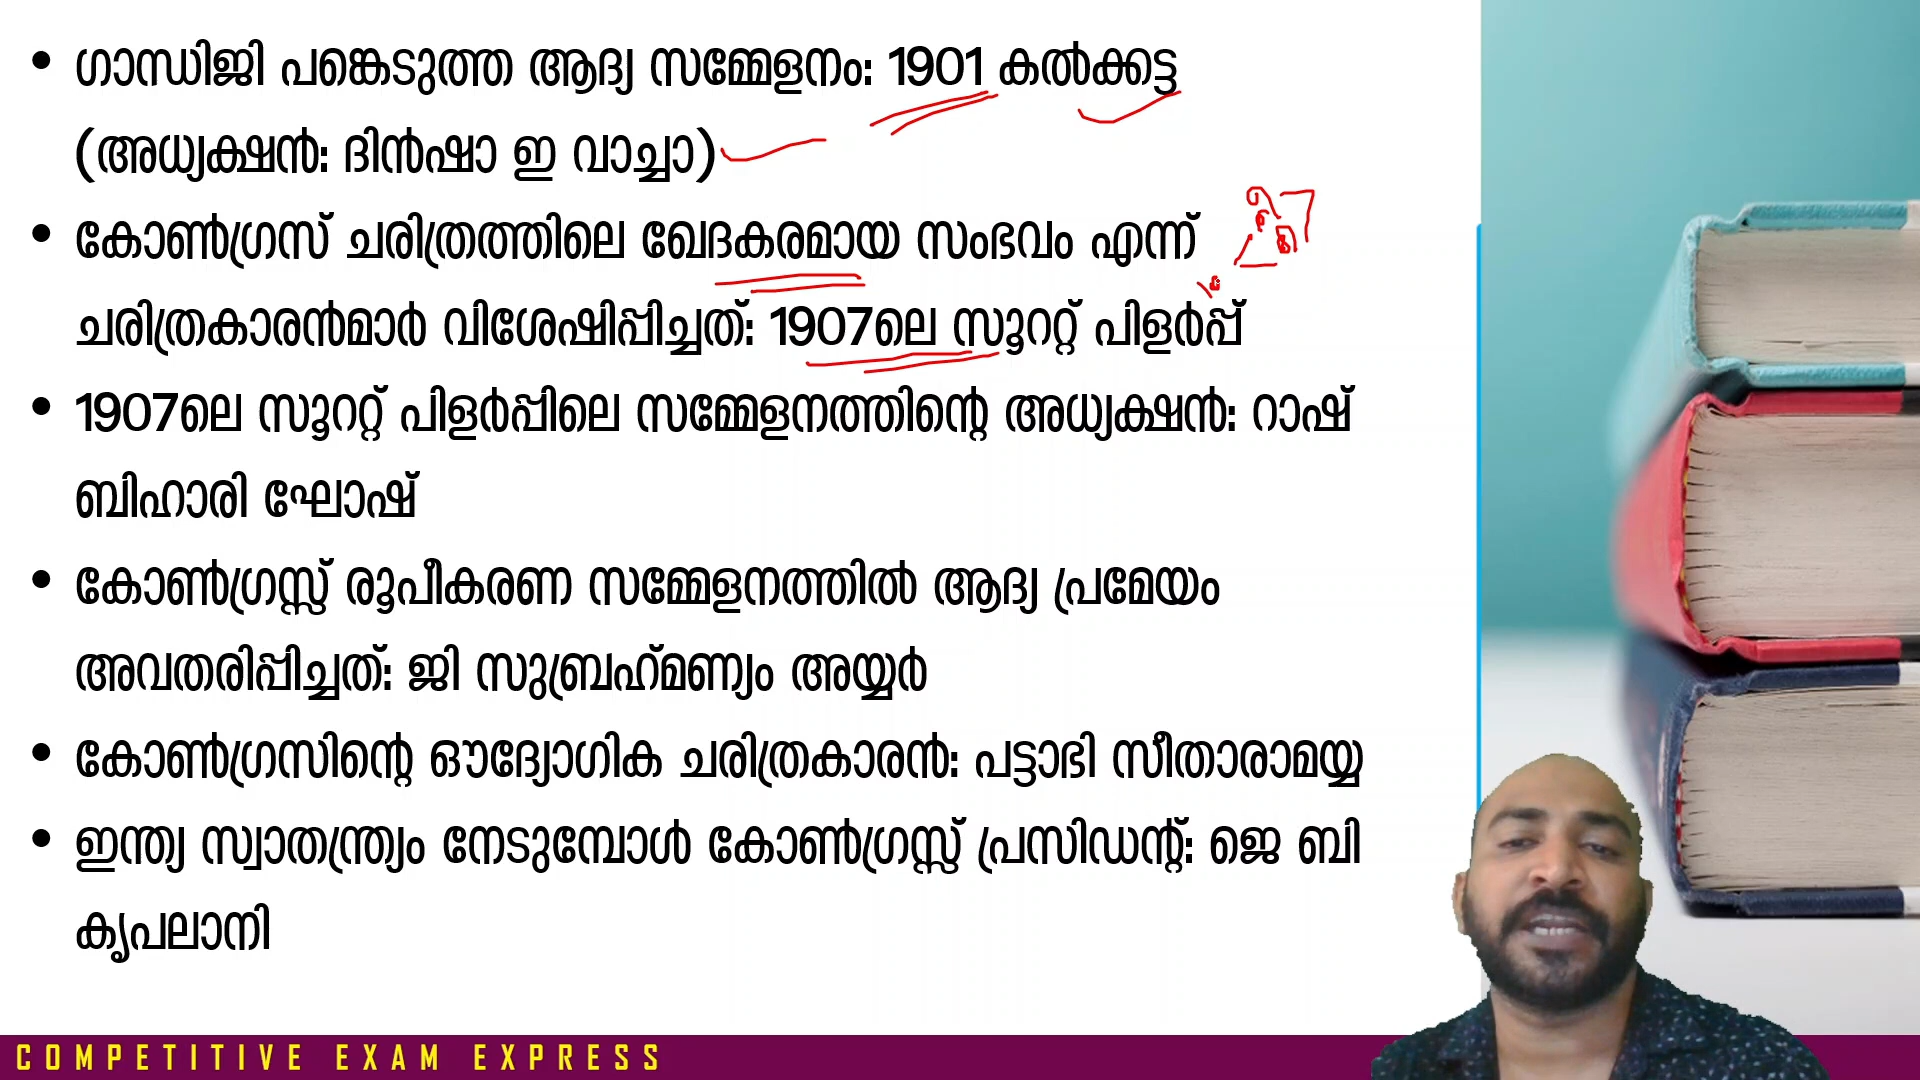 • ഗാന്ധിജി പങ്കെടുത്ത ആദ്യ സമ്മേളനം: 1901 കൽക്കട്ട
(അധ്യക്ഷൻ: ദിൻഷാ ഇ വാച്ചാ)
• കോൺഗ്രസ് ചരിത്രത്തിലെ ഖേദകരമായ സംഭവം എന്ന്
ചരിത്രകാരൻമാർ വിശേഷിപ്പിച്ചത്: 1907ലെ സൂററ്റ് പിളർപ്പ്
• 1907ലെ സൂററ്റ് പിളർപ്പിലെ സമ്മേളനത്തിന്റെ അധ്യക്ഷൻ: റാഷ്
ബിഹാരി ഘോഷ്
• കോൺഗ്രസ്സ് രൂപീകരണ സമ്മേളനത്തിൽ ആദ്യ പ്രമേയം
അവതരിപ്പിച്ചത്: ജി സുബ്രഹ്മണ്യം അയ്യർ
• കോൺഗ്രസിന്റെ ഔദ്യോഗിക ചരിത്രകാരൻ: പട്ടാഭി സീതാരാമയ്യ
• ഇന്ത്യ സ്വാതന്ത്ര്യം നേടുമ്പോൾ കോൺഗ്രസ്സ് പ്രസിഡന്റ്: ജെ ബി
കൃപലാനി
COMPETITIVE EXAM EXPRESS